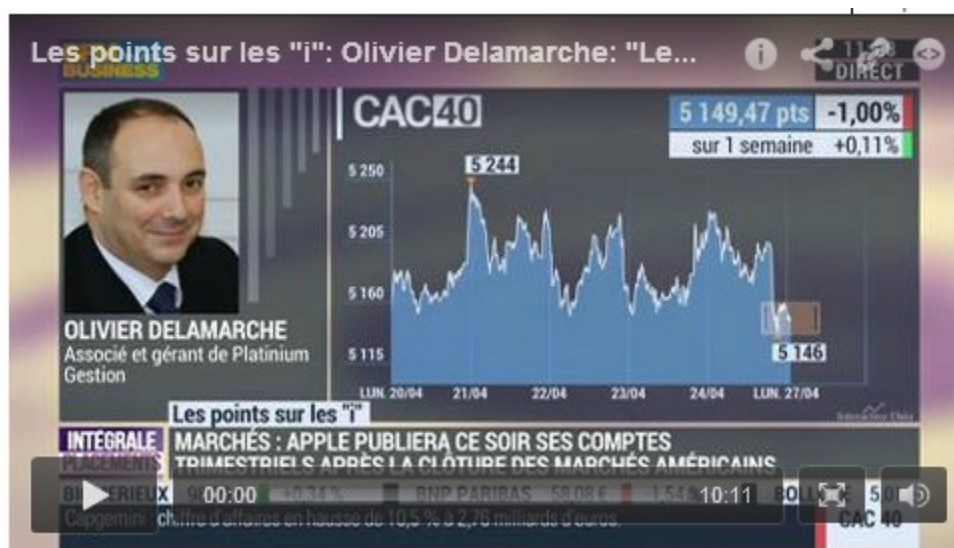 Les points sur les "i": Olivier Delamarche: "Le...
BUSINESS
DIRECT
CAC40
5 149,47 pts -1,00%
sur 1 semaine +0,11%
5 250
5 244
5 205
5 160
5 146
5 115
LUN. 20/04 21/04 22/04 23/04 24/04 LUN. 27/04
OLIVIER DELAMARCHE
Associé et gérant de Platinium
Gestion
Les points sur les "i"
INTÉGRALE
PLACEMENTS
MARCHÉS : APPLE PUBLIERA CE SOIR SES COMPTES
TRIMESTRIELS APRÈS LA CLÔTURE DES MARCHÉS AMÉRICAINS
00:00 +0,34 % BNP PARIBAS 58,08 € -1,54 % 10:11
Capgemini : chiffre d'affaires en hausse de 10,5 % à 2,76 milliards d'euros.
CAC 40